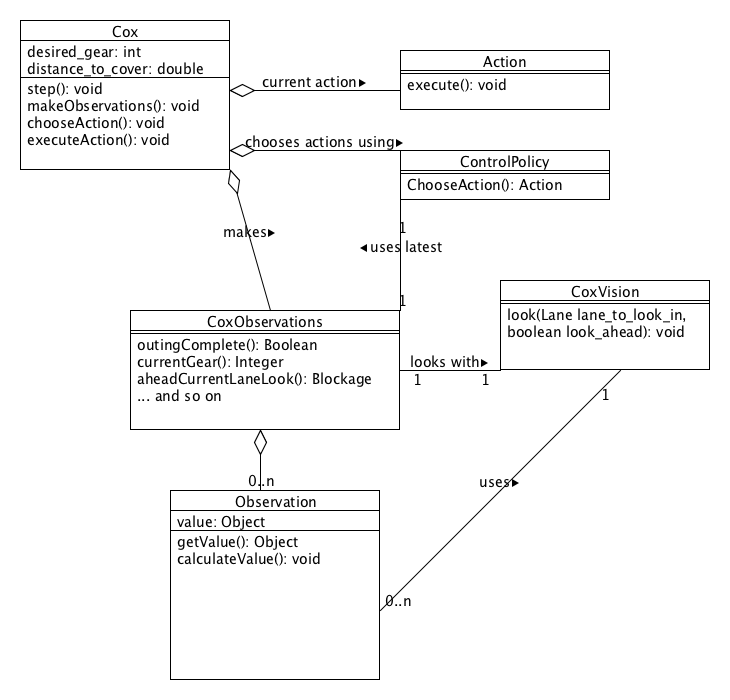 Cox
desired_gear: int
distance_to_cover: double
step(): void
makeObservations(): void
chooseAction(): void
executeAction(): void
current action
Action
execute(): void
chooses actions using
ControlPolicy
ChooseAction(): Action
makes
1
uses latest
1
CoxObservations
outingComplete(): Boolean
currentGear(): Integer
aheadCurrentLaneLook(): Blockage
... and so on
CoxVision
look(Lane lane_to_look_in,
boolean look_ahead): void
looks with
1
1
1
0..n
uses
Observation
value: Object
getValue(): Object
calculateValue(): void
0..n